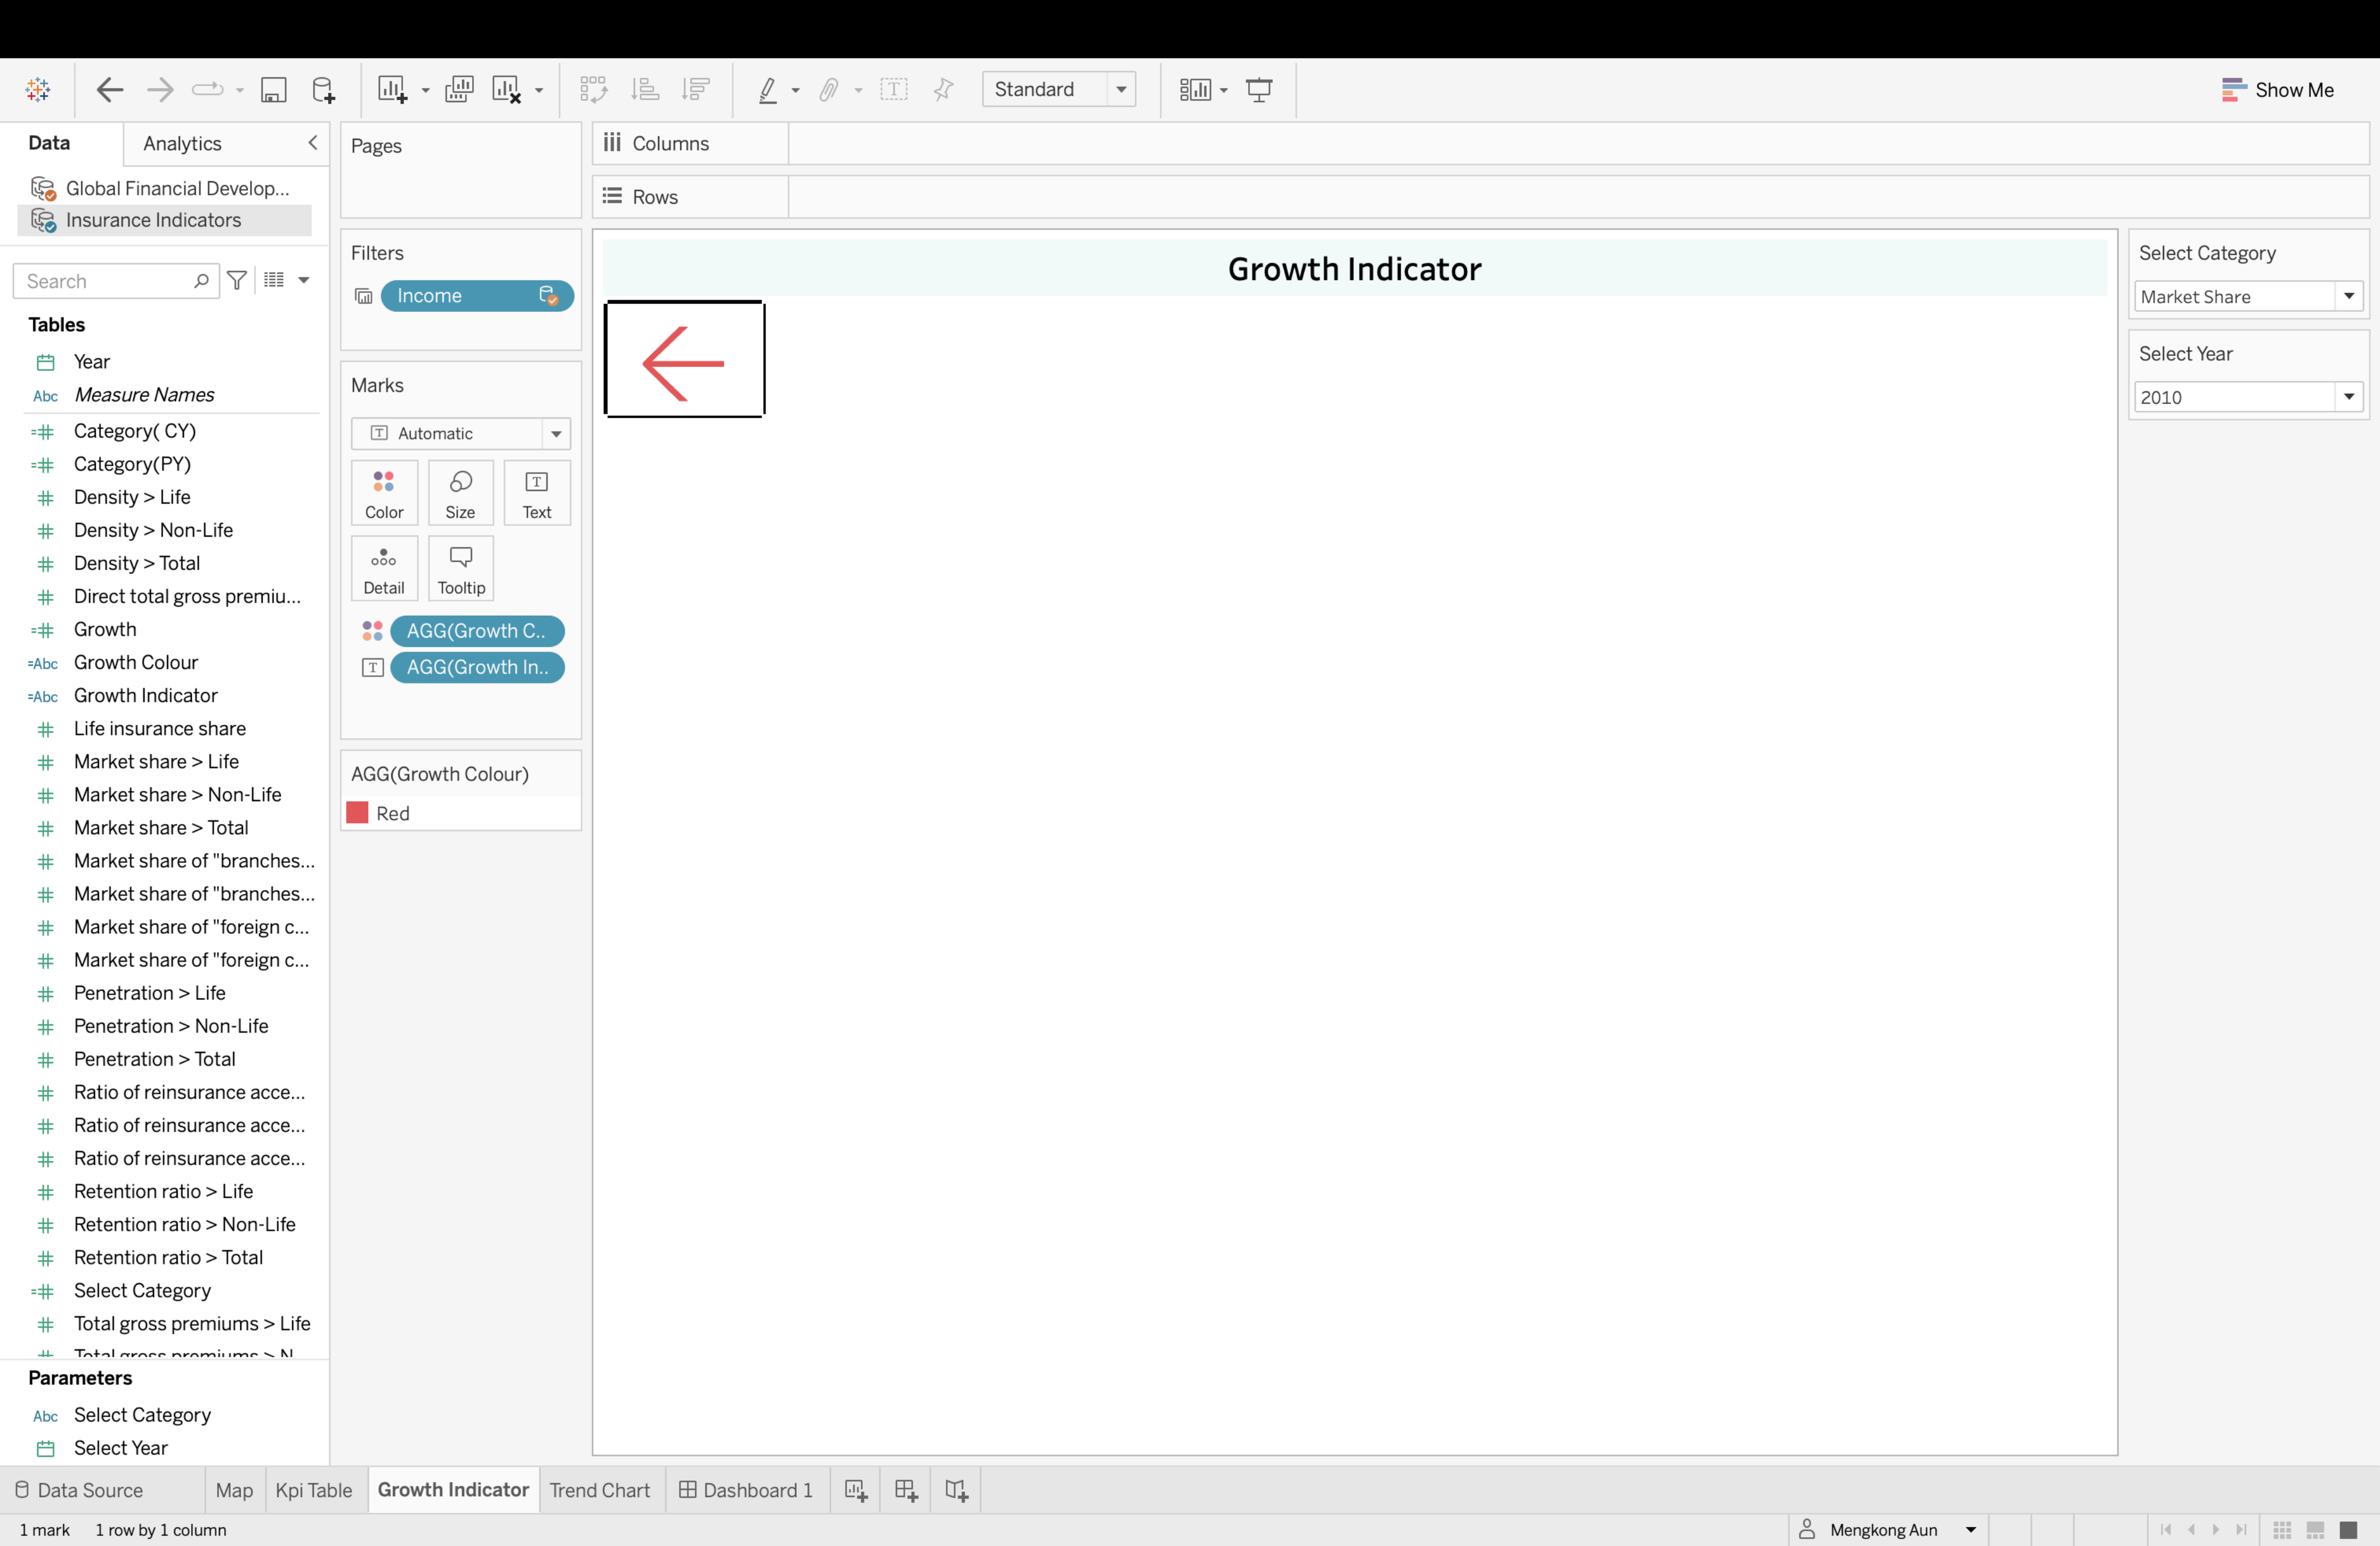 Standard
Show Me
Data
Analytics
Global Financial Develop...
Insurance Indicators
Search
Tables
Year
Abc Measure Names
Category( CY)
Category(PY)
Density > Life
Density > Non-Life
Density > Total
Direct total gross premiu...
Growth
=Abc Growth Colour
=Abc Growth Indicator
Life insurance share
Market share > Life
Market share > Non-Life
Market share > Total
Market share of "branches...
Market share of "branches...
Market share of "foreign c...
Market share of "foreign c...
Penetration > Life
Penetration > Non-Life
Penetration > Total
Ratio of reinsurance acce...
Ratio of reinsurance acce...
Ratio of reinsurance acce...
Retention ratio > Life
Retention ratio > Non-Life
Retention ratio > Total
Select Category
Total gross premiums > Life
Total gross premiums > N
Parameters
Abc Select Category
Select Year
Pages
Filters
Income
Marks
Automatic
Color
Size
Text
Detail
Tooltip
AGG(Growth C..
AGG(Growth In..
AGG(Growth Colour)
Red
Columns
Rows
Growth Indicator
Select Category
Market Share
Select Year
2010
Data Source
Map
Kpi Table
Growth Indicator
Trend Chart
Dashboard 1
1 mark
1 row by 1 column
Mengkong Aun